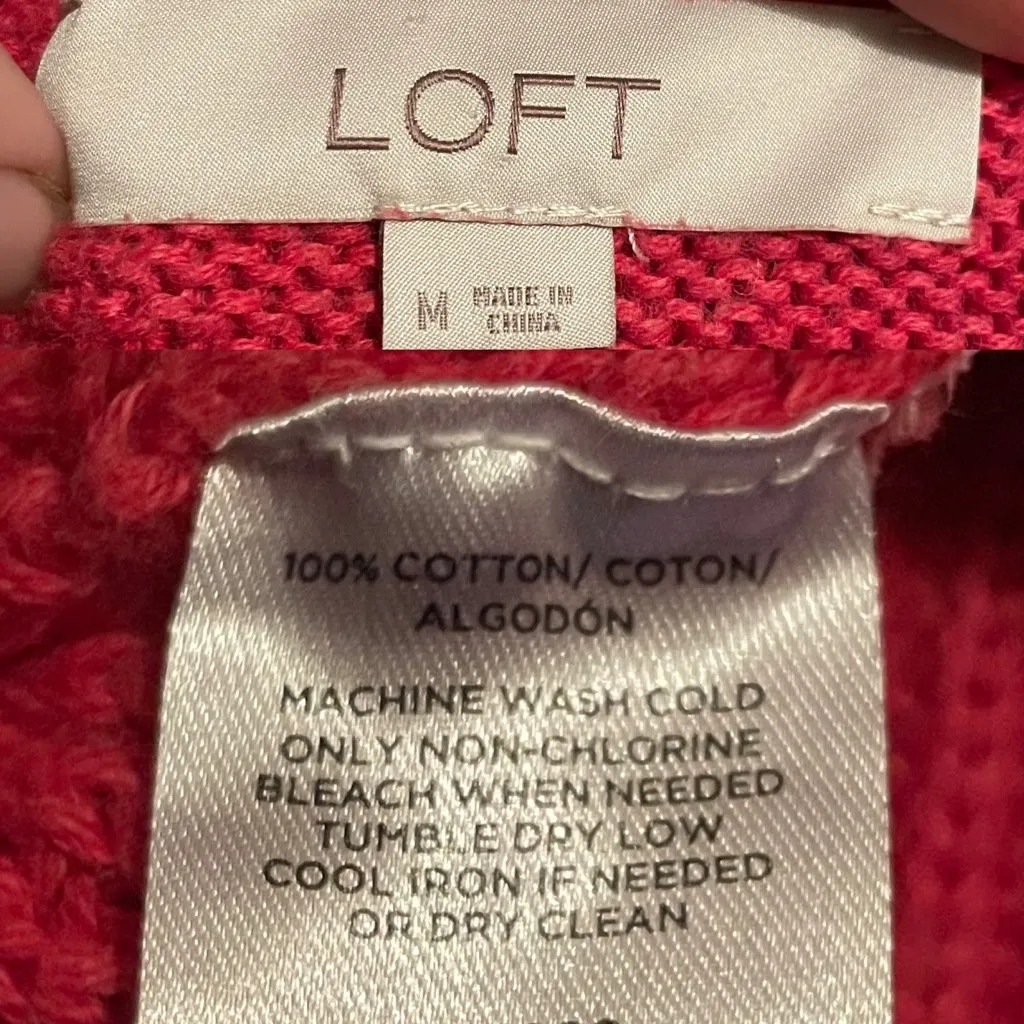 LOFT
M MADE IN
CHINA
100% COTTON/ COTON/
ALGODÓN
MACHINE WASH COLD
ONLY NON-CHLORINE
BLEACH WHEN NEEDED
TUMBLE DRY LOW
COOL IRON IF NEEDED
OR DRY CLEAN